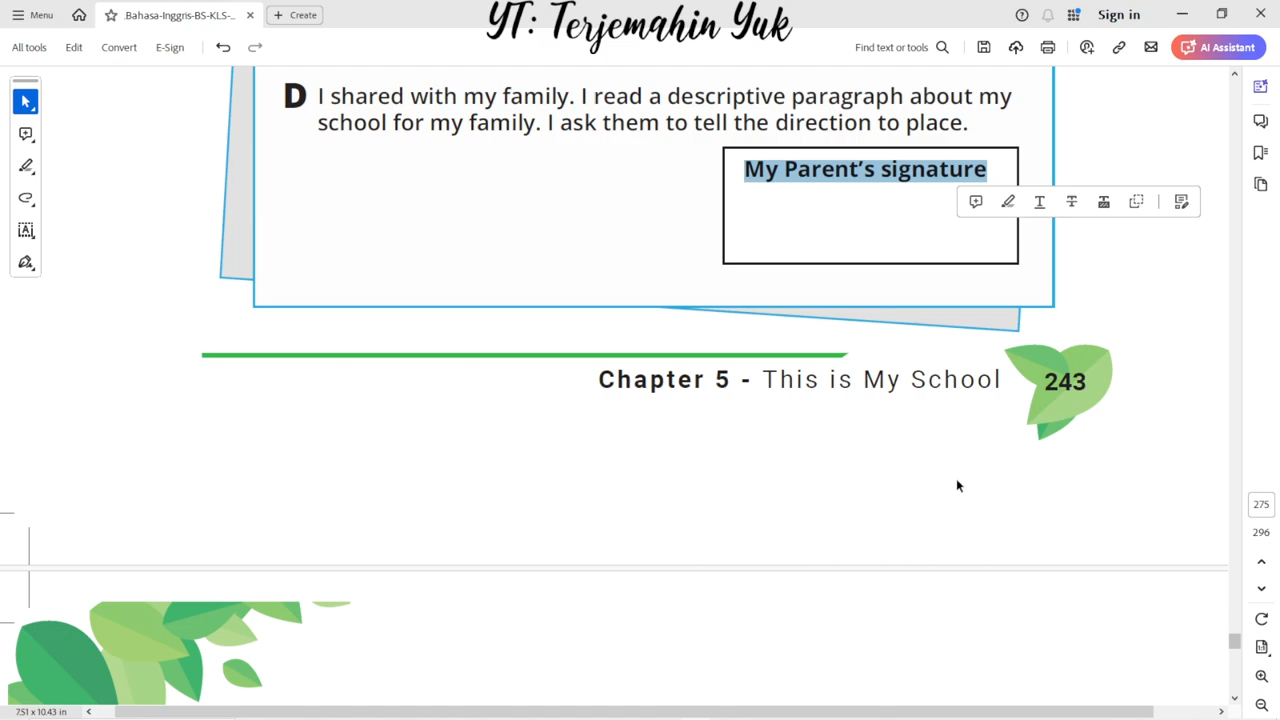 Menu
.Bahasa-Inggris-BS-KLS-...
Create
YT: Terjemahin Yuk
Sign in
All tools
Edit
Convert
E-Sign
Find text or tools
AI Assistant
D I shared with my family. I read a descriptive paragraph about my
school for my family. I ask them to tell the direction to place.
My Parent’s signature
Chapter 5 - This is My School
243
275
296
7.51 x 10.43 in